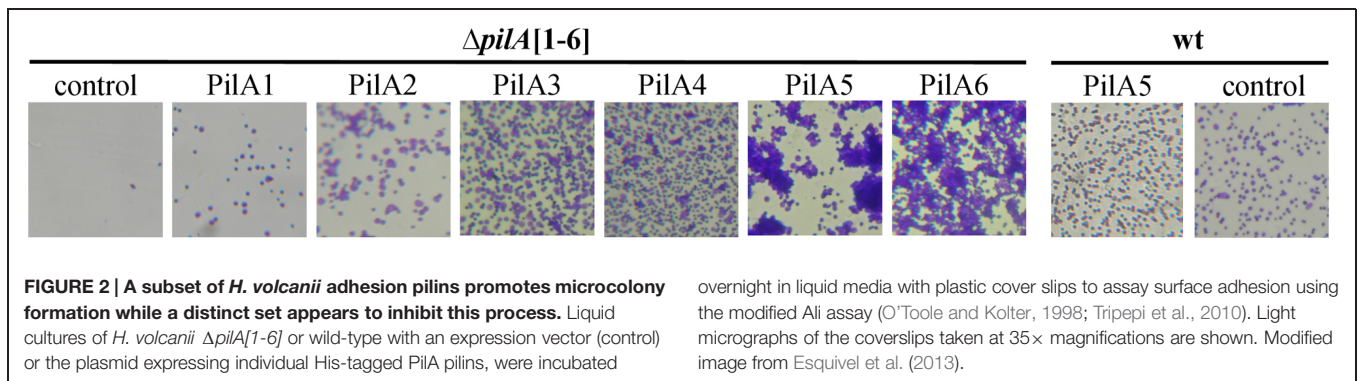 ΔpilA[1-6] wt
control PilA1 PilA2 PilA3 PilA4 PilA5 PilA6 PilA5 control
FIGURE 2 | A subset of H. volcanii adhesion pilins promotes microcolony
formation while a distinct set appears to inhibit this process. Liquid
cultures of H. volcanii ΔpilA[1-6] or wild-type with an expression vector (control)
or the plasmid expressing individual His-tagged PilA pilins, were incubated
overnight in liquid media with plastic cover slips to assay surface adhesion using
the modified Ali assay (O'Toole and Kolter, 1998; Tripepi et al., 2010). Light
micrographs of the coverslips taken at 35× magnifications are shown. Modified
image from Esquivel et al. (2013).